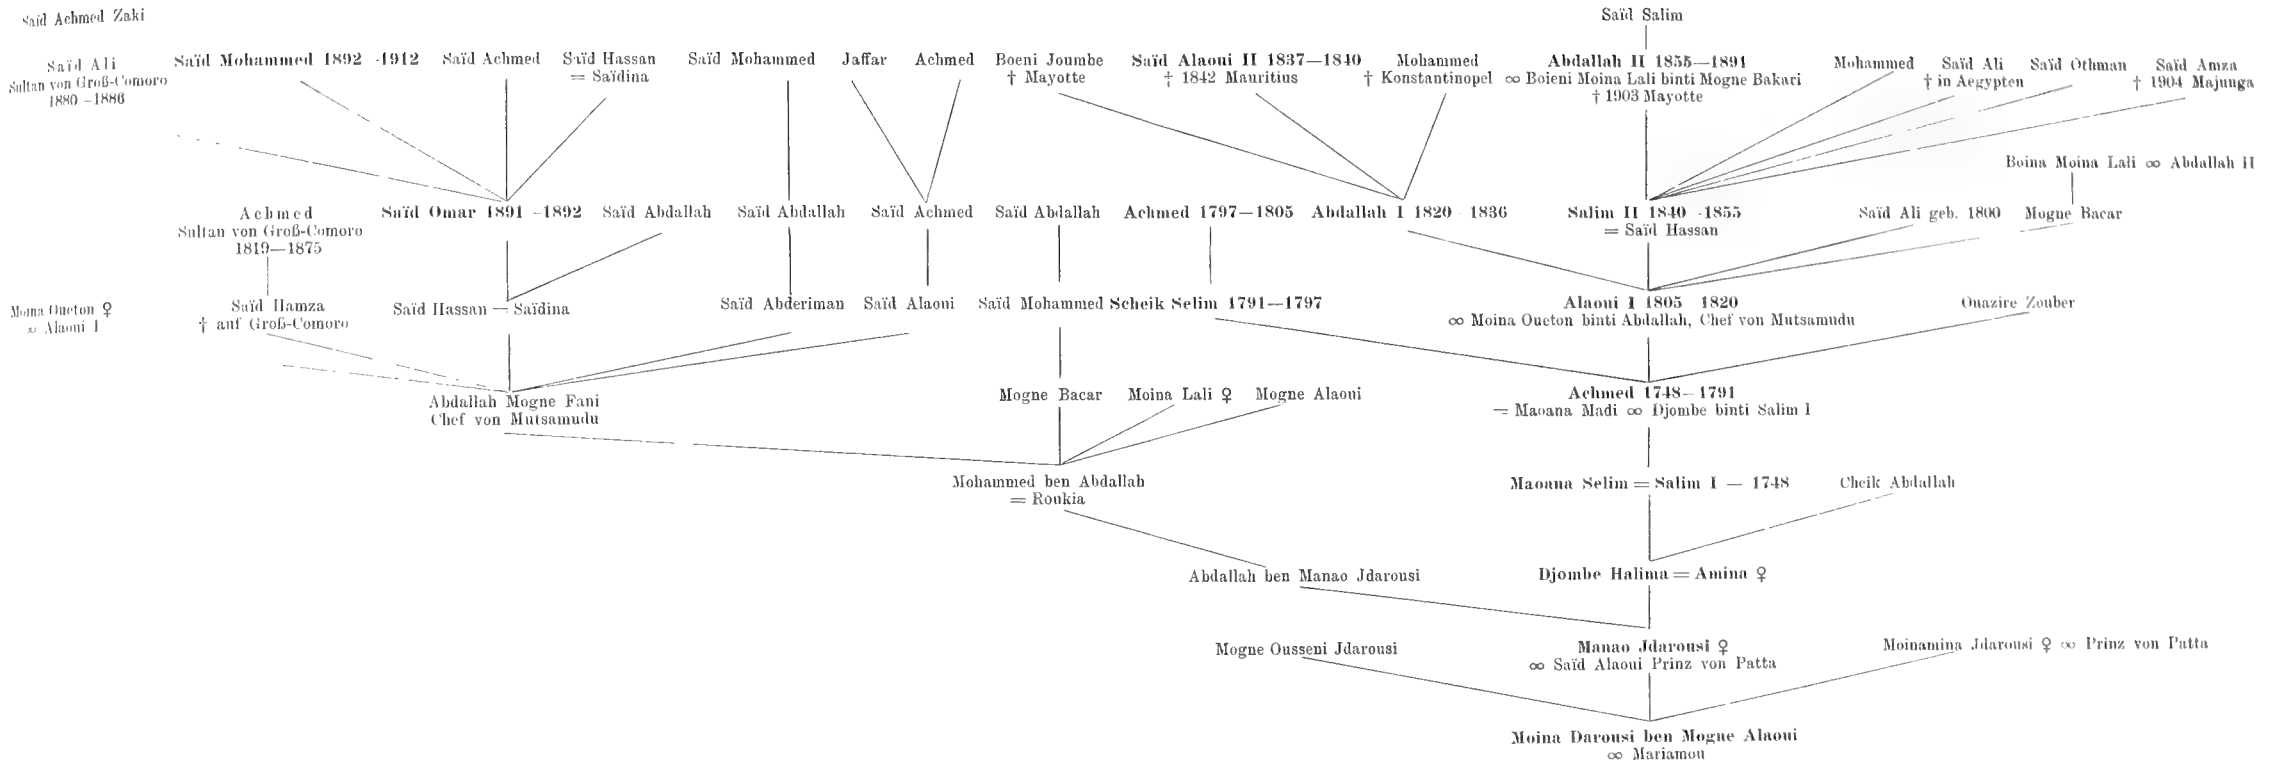 Saïd Achmed Zaki
Saïd Salim
Saïd Ali
Sultan von Groß-Comoro
1880–1886
Saïd Mohammed 1892–1912
Saïd Achmed
Saïd Hassan
= Saïdina
Saïd Mohammed
Jaffar
Achmed
Boeni Joumbe
† Mayotte
Saïd Alaoui II 1837—1840
† 1842 Mauritius
Mohammed
† Konstantinopel
Abdallah II 1855—1891
∞ Boieni Moina Lali binti Mogne Bakari
† 1903 Mayotte
Mohammed
Saïd Ali
† in Aegypten
Saïd Othman
Saïd Amza
† 1904 Majunga
Boina Moina Lali ∞ Abdallah II
Achmed
Sultan von Groß-Comoro
1819—1875
Saïd Omar 1891–1892
Saïd Abdallah
Saïd Abdallah
Saïd Achmed
Saïd Abdallah
Achmed 1797—1805
Abdallah I 1820 1836
Salim II 1840–1855
= Saïd Hassan
Saïd Ali geb. 1800
Mogne Bacar
Moina Oueton ♀
∞ Alaoui I
Saïd Hamza
† auf Groß-Comoro
Saïd Hassan — Saïdina
Saïd Abderiman
Saïd Alaoui
Saïd Mohammed
Scheik Selim 1791—1797
Alaoui I 1805 1820
∞ Moina Oueton binti Abdallah, Chef von Mutsamudu
Ouazire Zouber
Abdallah Mogne Fani
Chef von Mutsamudu
Mogne Bacar
Moina Lali ♀
Mogne Alaoui
Achmed 1748—1791
= Maoana Madi ∞ Djombe binti Salim I
Mohammed ben Abdallah
= Roukia
Maoana Selim = Salim I — 1748
Cheik Abdallah
Abdallah ben Manao Jdarousi
Djombe Halima = Amina ♀
Mogne Ousseni Jdarousi
Manao Jdarousi ♀
∞ Saïd Alaoui Prinz von Patta
Moinamina Jdarousi ♀ ∞ Prinz von Patta
Moina Darousi ben Mogne Alaoui
∞ Mariamou